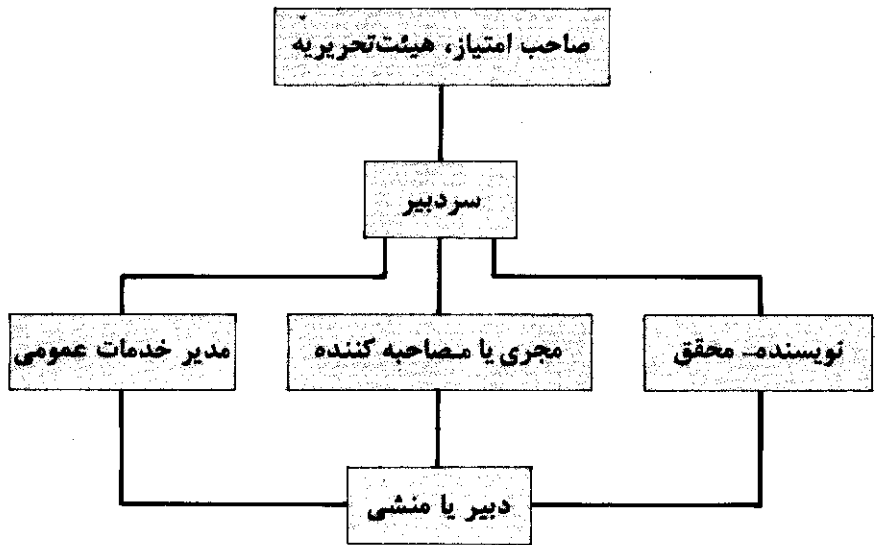 صاحب امتیاز، هیئت‌تحریریه
سردبیر
نویسنده- محقق
مجری یا مصاحبه کننده
مدیر خدمات عمومی
دبیر یا منشی